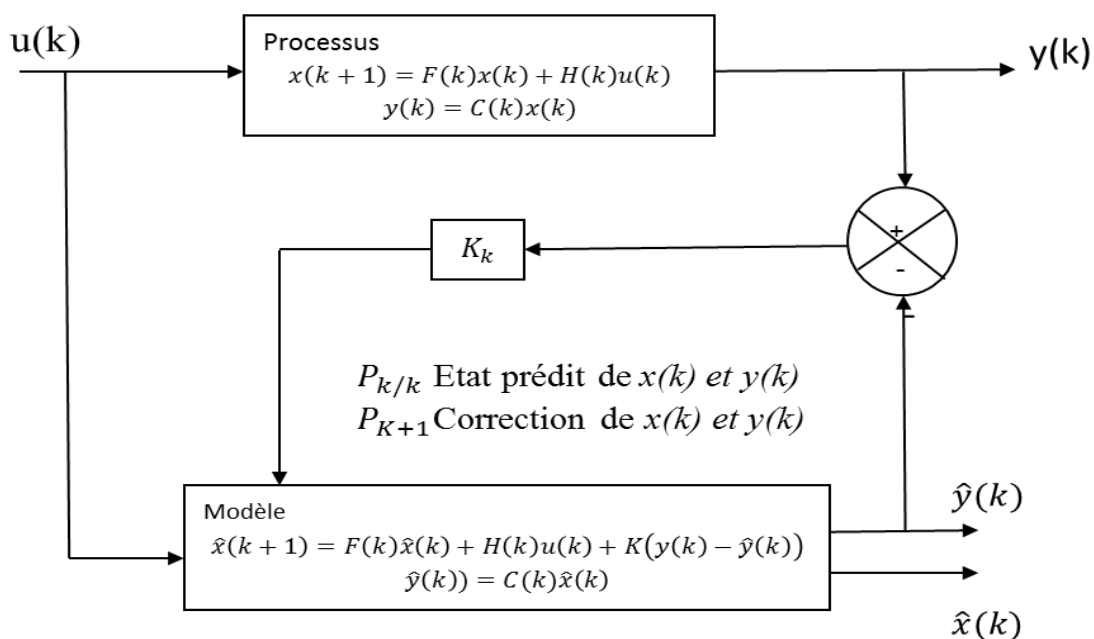 u(k)
Processus
x(k + 1) = F(k)x(k) + H(k)u(k)
y(k) = C(k)x(k)
y(k)
+
-
-
K_k
P_{k/k} Etat prédit de x(k) et y(k)
P_{K+1} Correction de x(k) et y(k)
Modèle
x̂(k + 1) = F(k)x̂(k) + H(k)u(k) + K(y(k) − ŷ(k))
ŷ(k)) = C(k)x̂(k)
ŷ(k)
x̂(k)